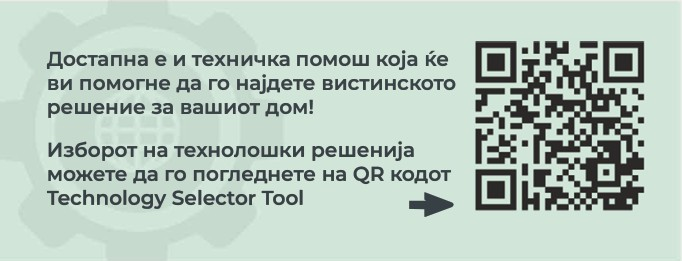 Достапна е и техничка помош која ќе
ви помогне да го најдете вистинското
решение за вашиот дом!
Изборот на технолошки решенија
можете да го погледнете на QR кодот
Technology Selector Tool